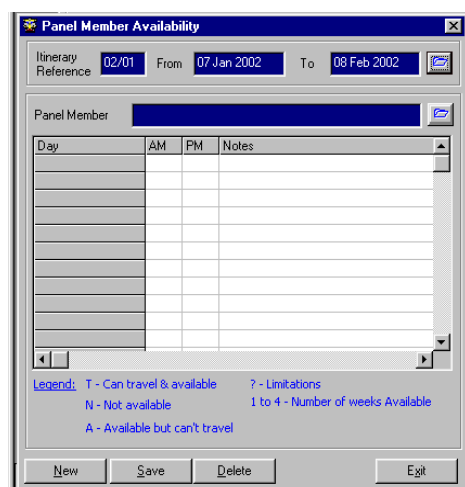 Panel Member Availability
Itinerary Reference 02/01 From 07 Jan 2002 To 08 Feb 2002
Panel Member
Day AM PM Notes
Legend: T - Can travel & available ? - Limitations
N - Not available 1 to 4 - Number of weeks Available
A - Available but can't travel
New Save Delete Exit